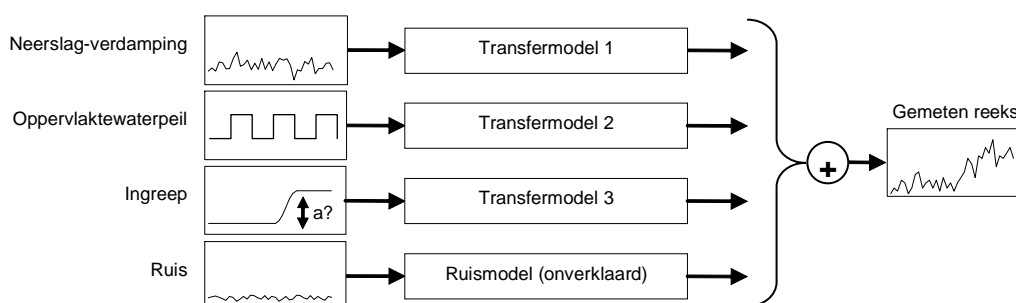 Neerslag-verdamping
Transfermodel 1
Oppervlaktewaterpeil
Transfermodel 2
Gemeten reeks
+
Ingreep
a?
Transfermodel 3
Ruis
Ruismodel (onverklaard)